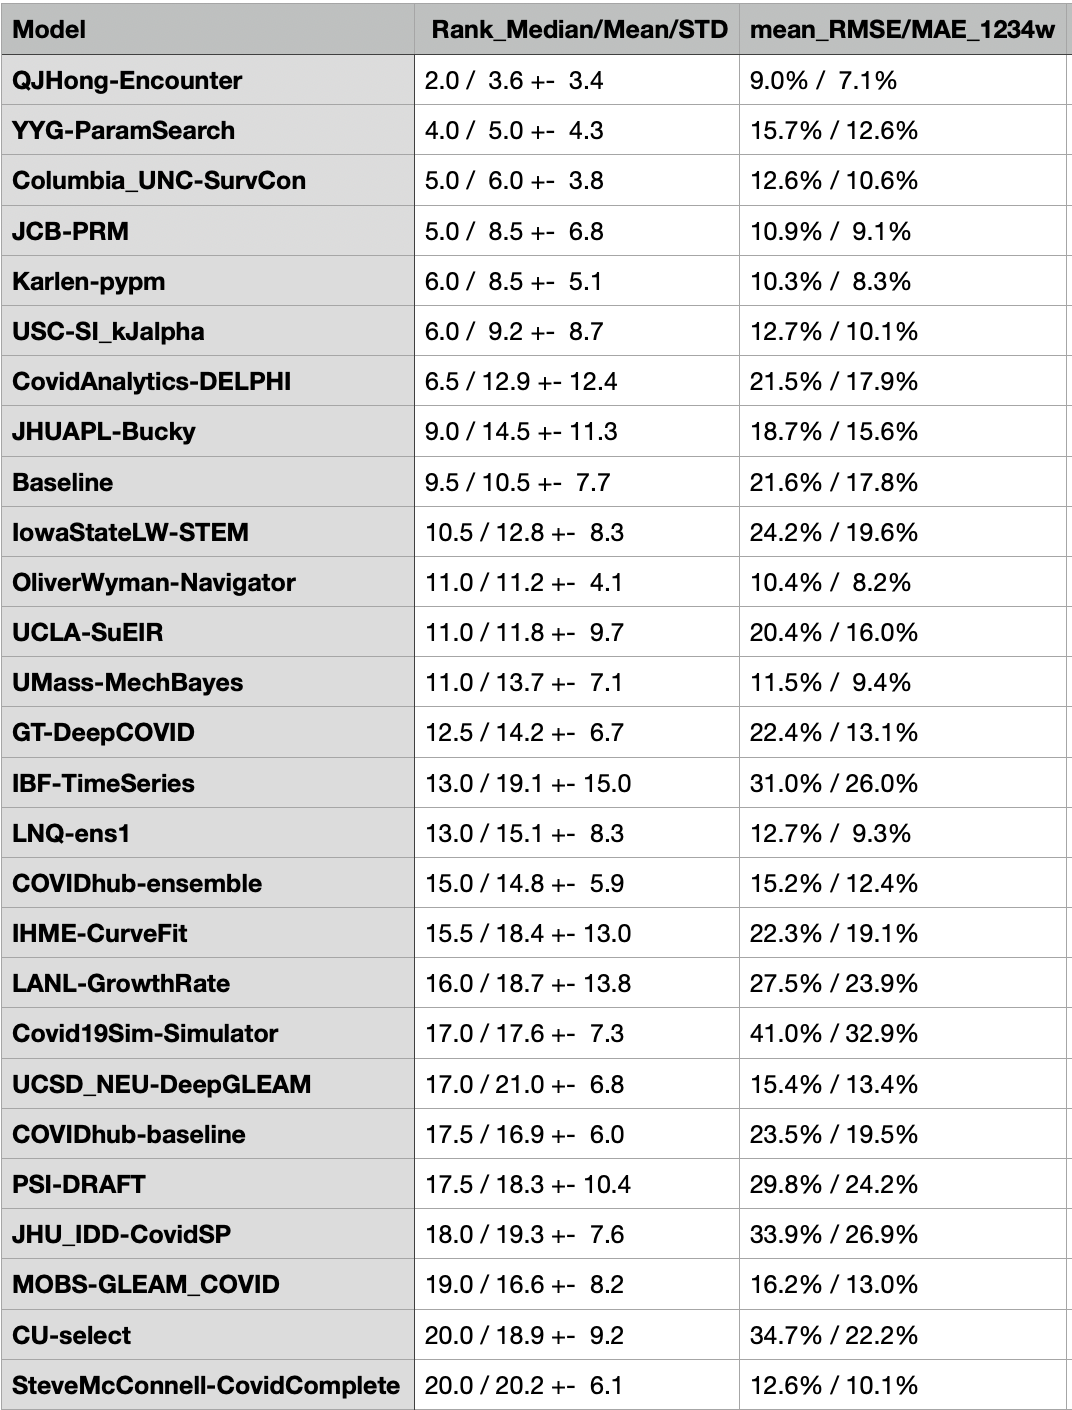 Model Rank_Median/Mean/STD mean_RMSE/MAE_1234w
QJHong-Encounter 2.0 / 3.6 +- 3.4 9.0% / 7.1%
YYG-ParamSearch 4.0 / 5.0 +- 4.3 15.7% / 12.6%
Columbia_UNC-SurvCon 5.0 / 6.0 +- 3.8 12.6% / 10.6%
JCB-PRM 5.0 / 8.5 +- 6.8 10.9% / 9.1%
Karlen-pypm 6.0 / 8.5 +- 5.1 10.3% / 8.3%
USC-SI_kJalpha 6.0 / 9.2 +- 8.7 12.7% / 10.1%
CovidAnalytics-DELPHI 6.5 / 12.9 +- 12.4 21.5% / 17.9%
JHUAPL-Bucky 9.0 / 14.5 +- 11.3 18.7% / 15.6%
Baseline 9.5 / 10.5 +- 7.7 21.6% / 17.8%
IowaStateLW-STEM 10.5 / 12.8 +- 8.3 24.2% / 19.6%
OliverWyman-Navigator 11.0 / 11.2 +- 4.1 10.4% / 8.2%
UCLA-SuEIR 11.0 / 11.8 +- 9.7 20.4% / 16.0%
UMass-MechBayes 11.0 / 13.7 +- 7.1 11.5% / 9.4%
GT-DeepCOVID 12.5 / 14.2 +- 6.7 22.4% / 13.1%
IBF-TimeSeries 13.0 / 19.1 +- 15.0 31.0% / 26.0%
LNQ-ens1 13.0 / 15.1 +- 8.3 12.7% / 9.3%
COVIDhub-ensemble 15.0 / 14.8 +- 5.9 15.2% / 12.4%
IHME-CurveFit 15.5 / 18.4 +- 13.0 22.3% / 19.1%
LANL-GrowthRate 16.0 / 18.7 +- 13.8 27.5% / 23.9%
Covid19Sim-Simulator 17.0 / 17.6 +- 7.3 41.0% / 32.9%
UCSD_NEU-DeepGLEAM 17.0 / 21.0 +- 6.8 15.4% / 13.4%
COVIDhub-baseline 17.5 / 16.9 +- 6.0 23.5% / 19.5%
PSI-DRAFT 17.5 / 18.3 +- 10.4 29.8% / 24.2%
JHU_IDD-CovidSP 18.0 / 19.3 +- 7.6 33.9% / 26.9%
MOBS-GLEAM_COVID 19.0 / 16.6 +- 8.2 16.2% / 13.0%
CU-select 20.0 / 18.9 +- 9.2 34.7% / 22.2%
SteveMcConnell-CovidComplete 20.0 / 20.2 +- 6.1 12.6% / 10.1%